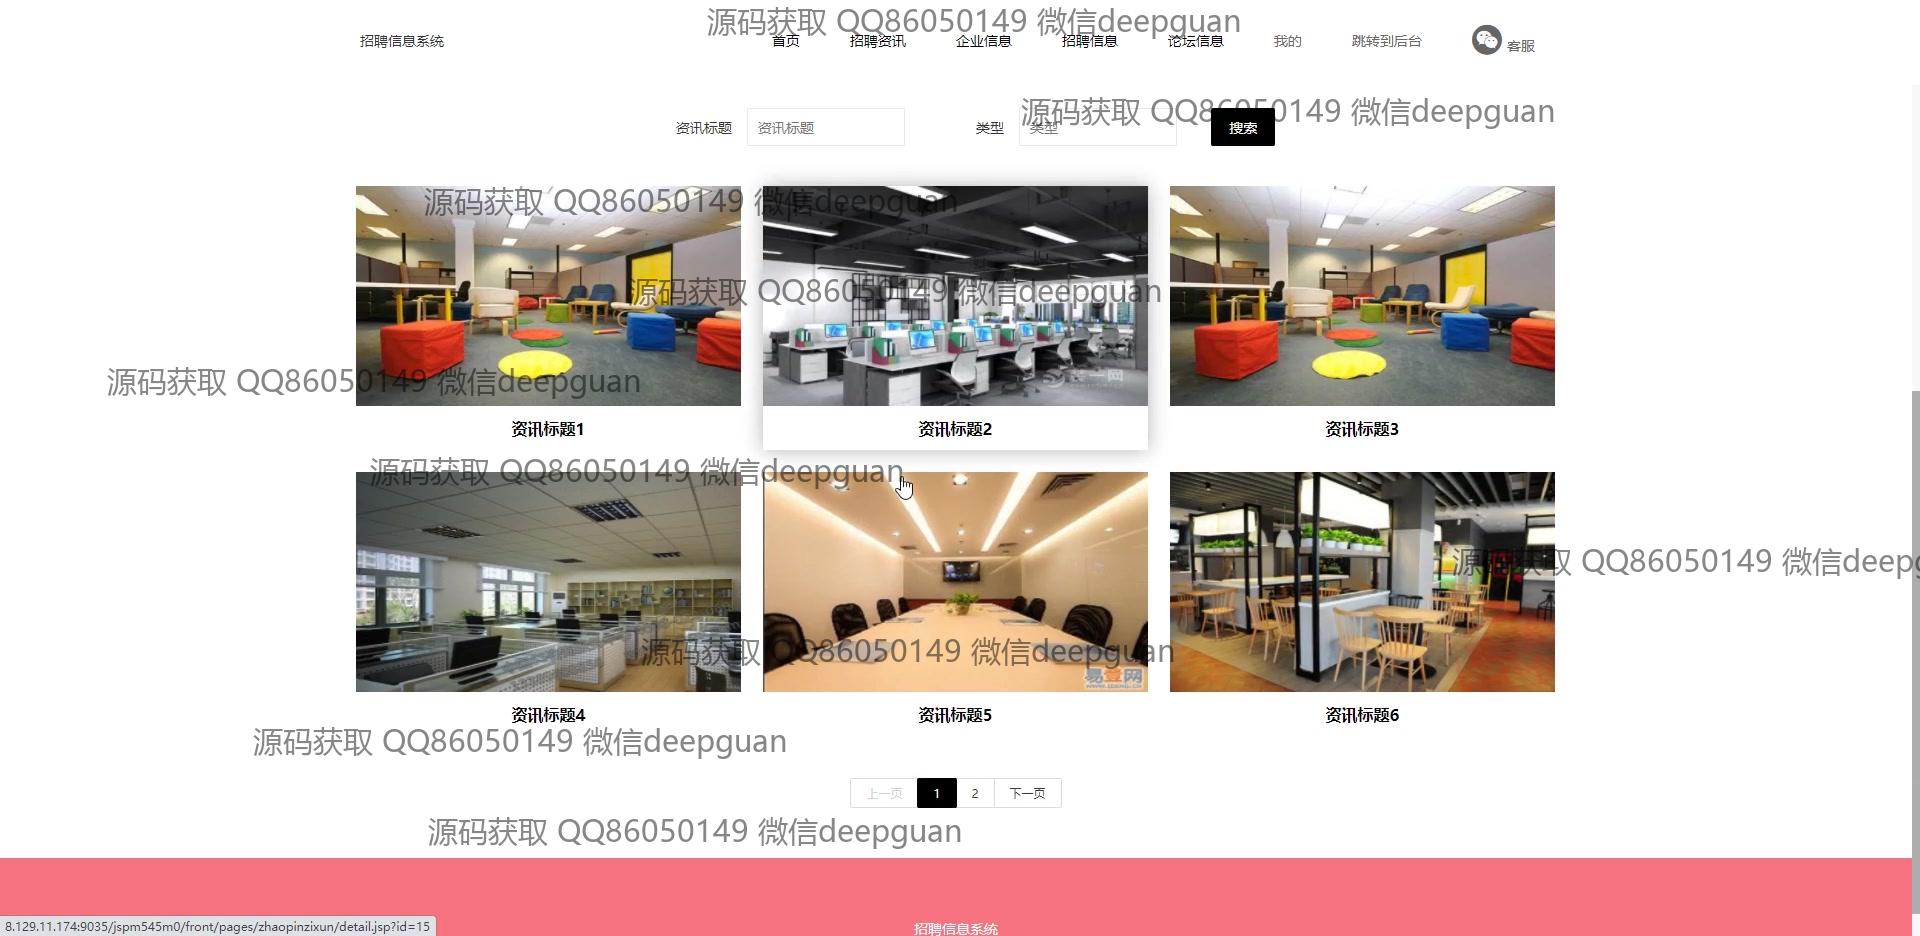 源码获取 QQ86050149 微信deepguan
招聘信息系统
首页
招聘资讯
企业信息
招聘信息
论坛信息
我的
跳转到后台
客服
源码获取 QQ86050149 微信deepguan
资讯标题
资讯标题
类型
类型
搜索
源码获取 QQ86050149 微信deepguan
源码获取 QQ86050149 微信deepguan
源码获取 QQ86050149 微信deepguan
资讯标题1
资讯标题2
资讯标题3
源码获取 QQ86050149 微信deepguan
源码获取 QQ86050149 微信deepg
源码获取 QQ86050149 微信deepguan
易登网
资讯标题4
资讯标题5
资讯标题6
源码获取 QQ86050149 微信deepguan
上一页
1
2
下一页
源码获取 QQ86050149 微信deepguan
招聘信息系统
8.129.11.174:9035/jspm545m0/front/pages/zhaopinzixun/detail.jsp?id=15